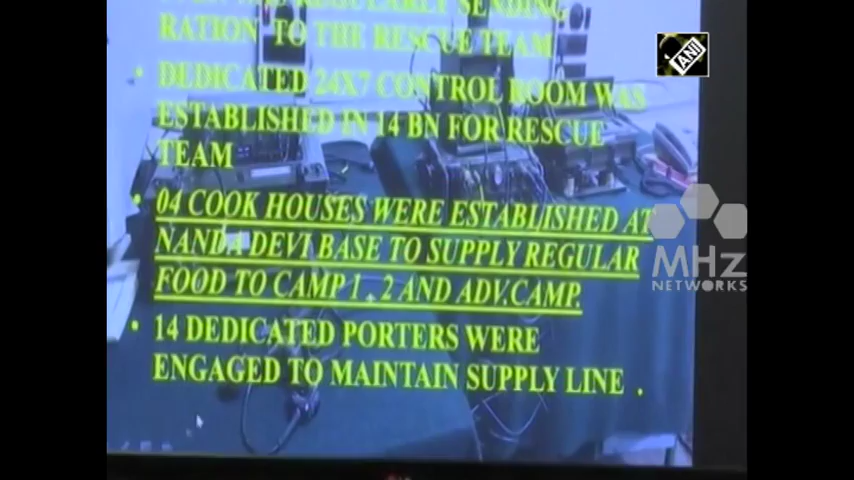 REGULARLY SENDING
RATION TO THE RESCUE TEAM
• DEDICATED 24X7 CONTROL ROOM WAS
ESTABLISHED IN 14 BN FOR RESCUE
TEAM
• 04 COOK HOUSES WERE ESTABLISHED AT
NANDA DEVI BASE TO SUPPLY REGULAR
FOOD TO CAMP 1 , 2 AND ADV.CAMP.
• 14 DEDICATED PORTERS WERE
ENGAGED TO MAINTAIN SUPPLY LINE .
ANI
MHz
NETWORKS